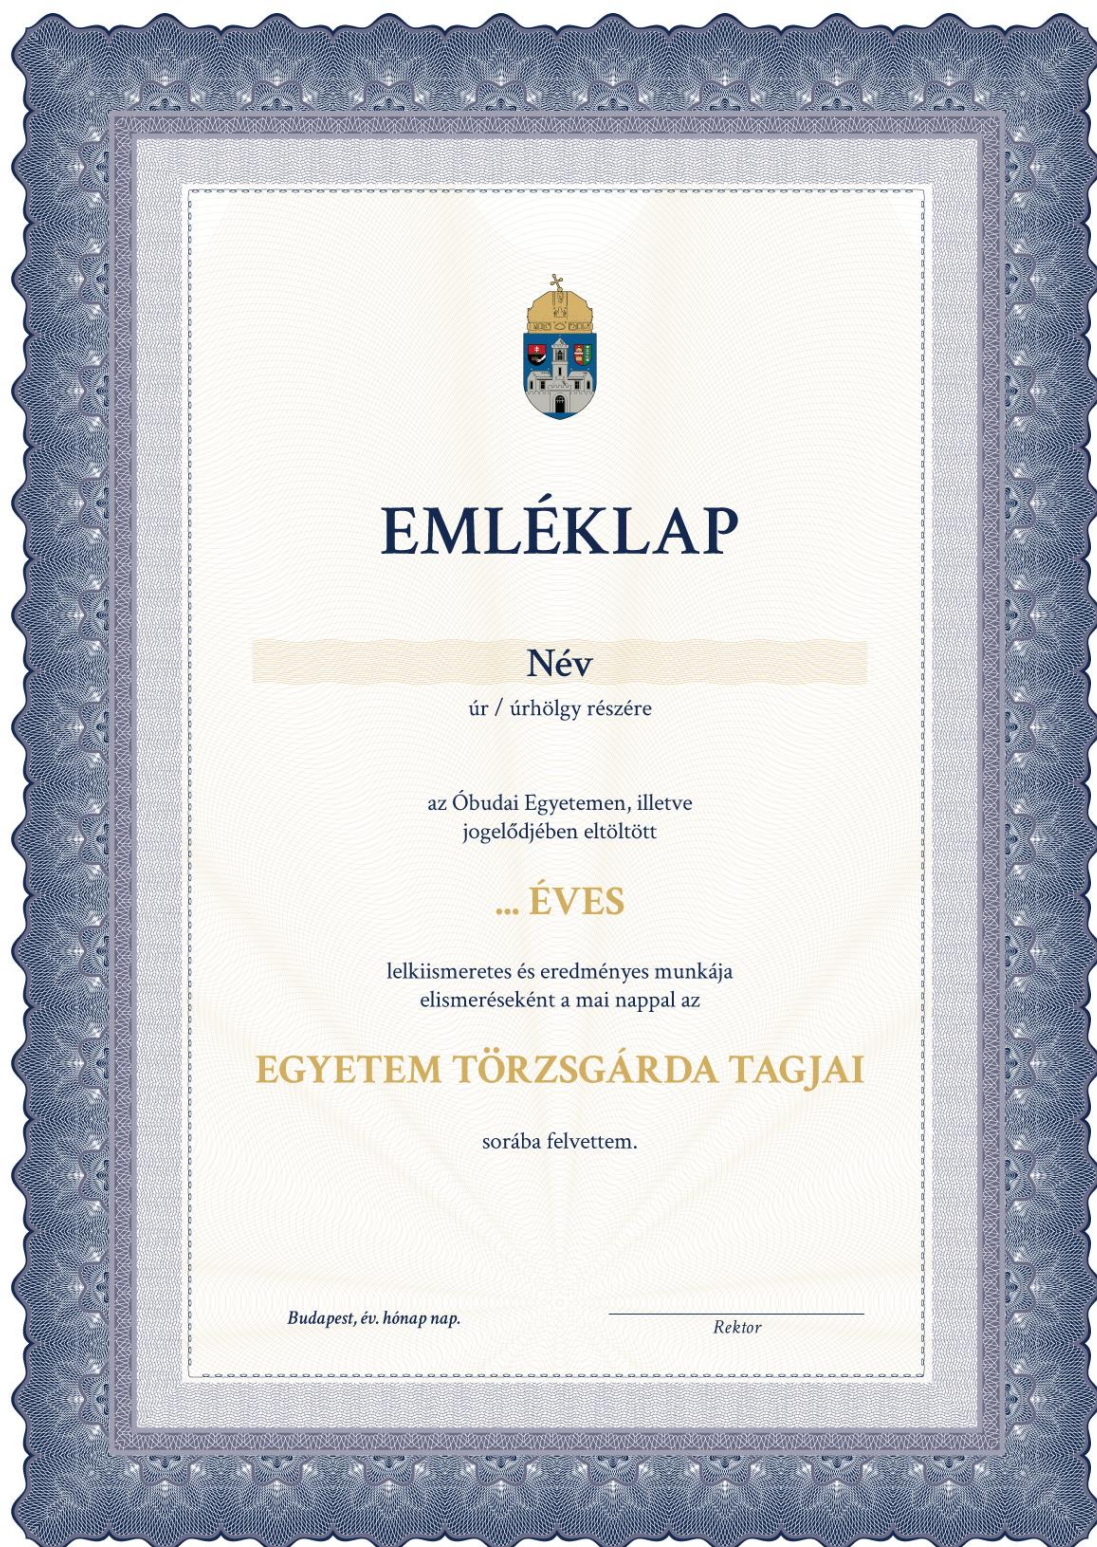 EMLÉKLAP
Név
úr / úrhölgy részére
az Óbudai Egyetemen, illetve
jogelődjében eltöltött
... ÉVES
lelkiismeretes és eredményes munkája
elismeréseként a mai nappal az
EGYETEM TÖRZSGÁRDA TAGJAI
sorába felvettem.
Budapest, év. hónap nap.
Rektor